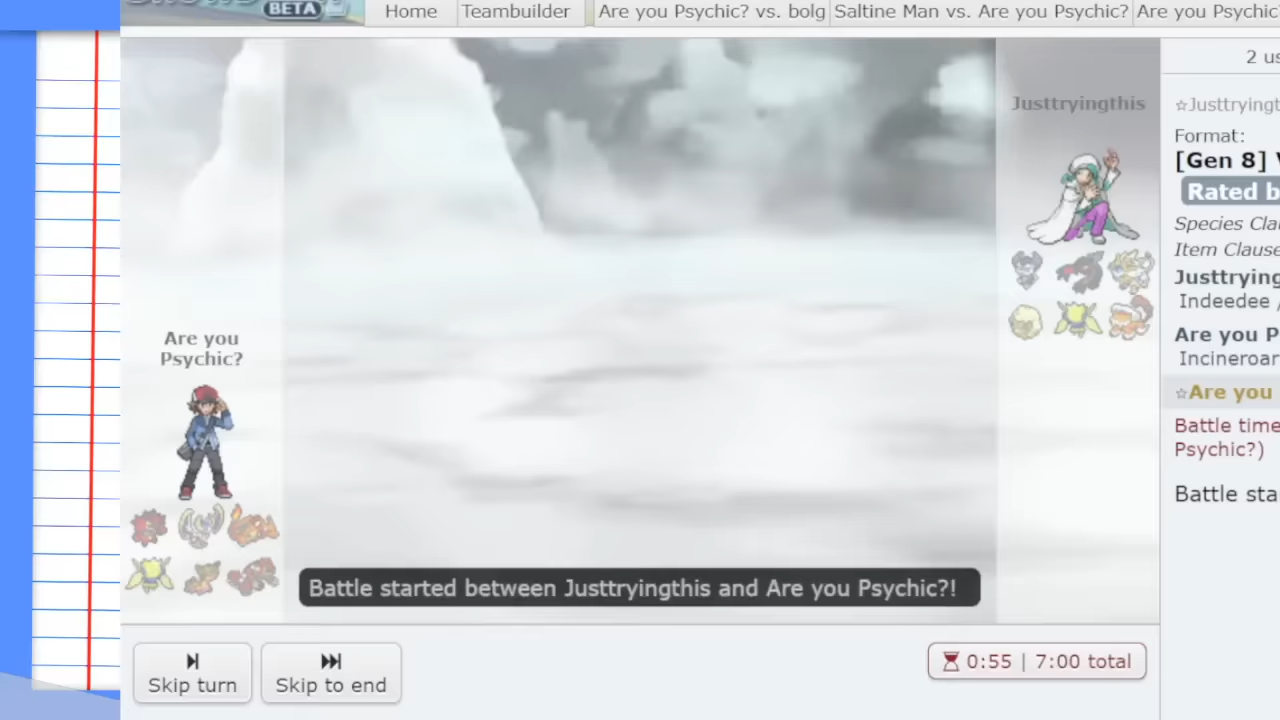 BETA
Home
Teambuilder
Are you Psychic? vs. bolg
Saltine Man vs. Are you Psychic?
Are you Psychic
Justtryingthis
Are you
Psychic?
Battle started between Justtryingthis and Are you Psychic?!
Skip turn
Skip to end
0:55 | 7:00 total
2 us
☆Justtryingt
Format:
[Gen 8] V
Rated b
Species Cla
Item Clause
Justtrying
Indeedee /
Are you P
Incineroar
☆Are you
Battle time
Psychic?)
Battle sta